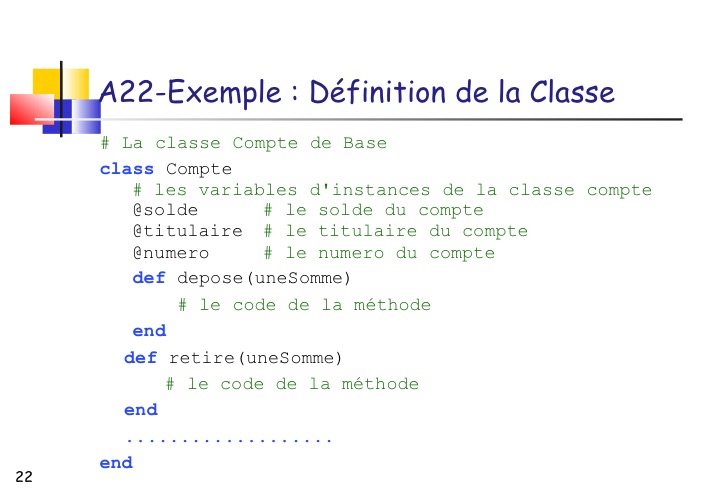 A22-Exemple : Définition de la Classe
# La classe Compte de Base
class Compte
# les variables d'instances de la classe compte
@solde # le solde du compte
@titulaire # le titulaire du compte
@numero # le numero du compte
def depose(uneSomme)
# le code de la méthode
end
def retire(uneSomme)
# le code de la méthode
end
...................
end
22